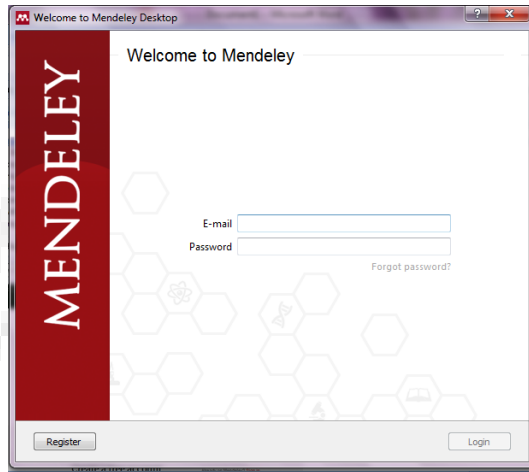 Welcome to Mendeley Desktop
Welcome to Mendeley
MENDELEY
E-mail
Password
Forgot password?
Register
Login